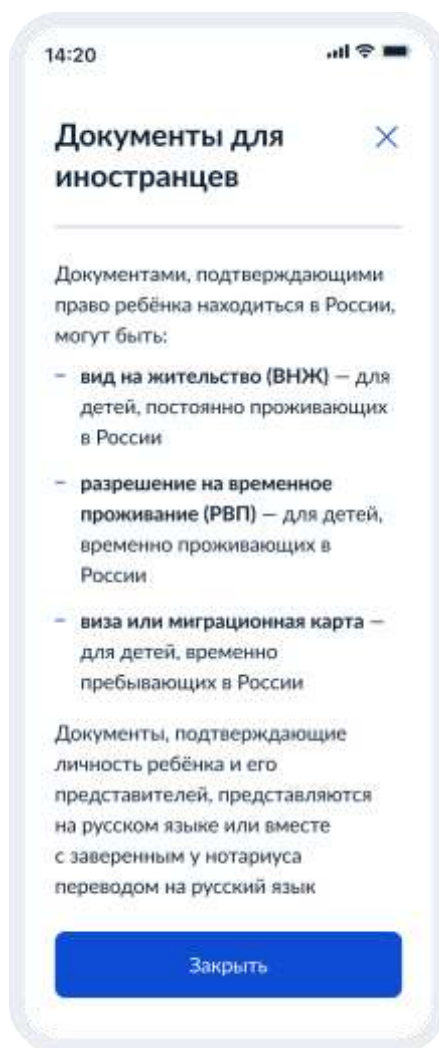 14:20
Документы для
иностранцев
Документами, подтверждающими
право ребёнка находиться в России,
могут быть:
– вид на жительство (ВНЖ) — для
детей, постоянно проживающих
в России
– разрешение на временное
проживание (РВП) — для детей,
временно проживающих в
России
– виза или миграционная карта —
для детей, временно
пребывающих в России
Документы, подтверждающие
личность ребёнка и его
представителей, представляются
на русском языке или вместе
с заверенным у нотариуса
переводом на русский язык
Закрыть